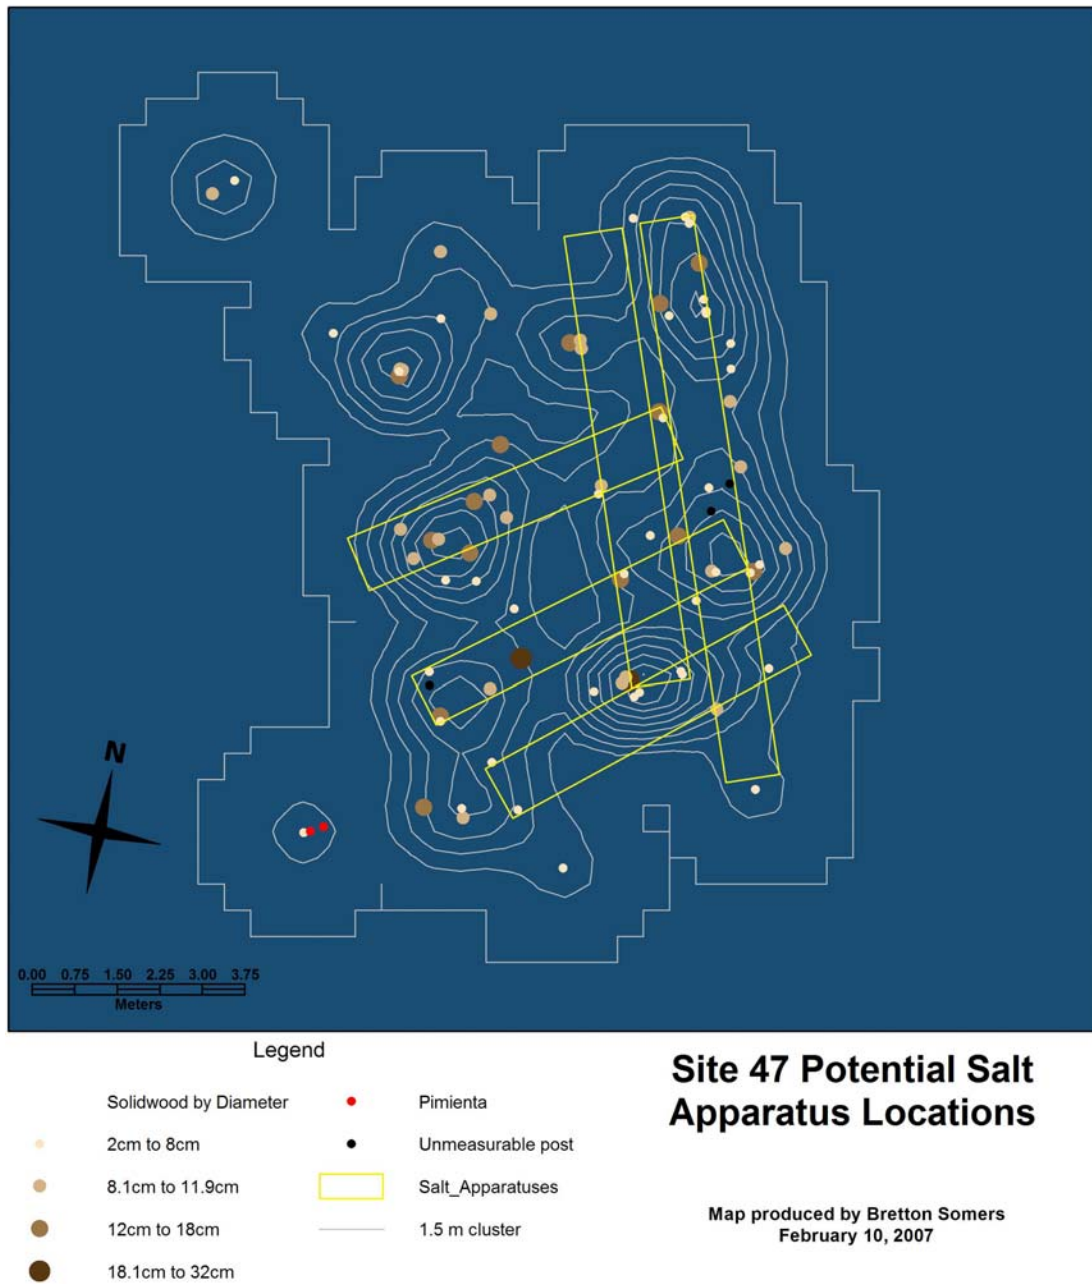 N
0.00 0.75 1.50 2.25 3.00 3.75
Meters
Legend
Solidwood by Diameter
2cm to 8cm
8.1cm to 11.9cm
12cm to 18cm
18.1cm to 32cm
Pimienta
Unmeasurable post
Salt_Apparatuses
1.5 m cluster
Site 47 Potential Salt
Apparatus Locations
Map produced by Bretton Somers
February 10, 2007